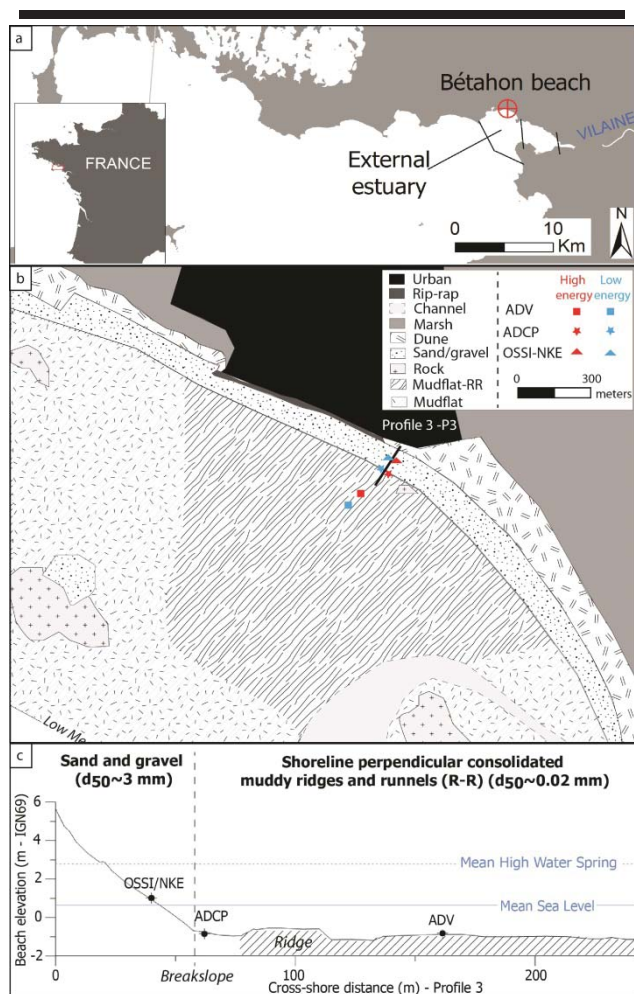 a
Bétahon beach
FRANCE
VILAINE
External
estuary
N
0 10
Km
b
Urban
Rip-rap
Channel
Marsh
Dune
Sand/gravel
Rock
Mudflat-RR
Mudflat
High Low
energy energy
ADV
ADCP
OSSI-NKE
0 300
meters
Profile 3 -P3
c
Sand and gravel
(d50~3 mm)
Shoreline perpendicular consolidated
muddy ridges and runnels (R-R) (d50~0.02 mm)
Beach elevation (m - IGN69)
6
4
2
0
-2
OSSI/NKE
ADCP
ADV
Mean High Water Spring
Mean Sea Level
Ridge
0 100 200
Breakslope
Cross-shore distance (m) - Profile 3